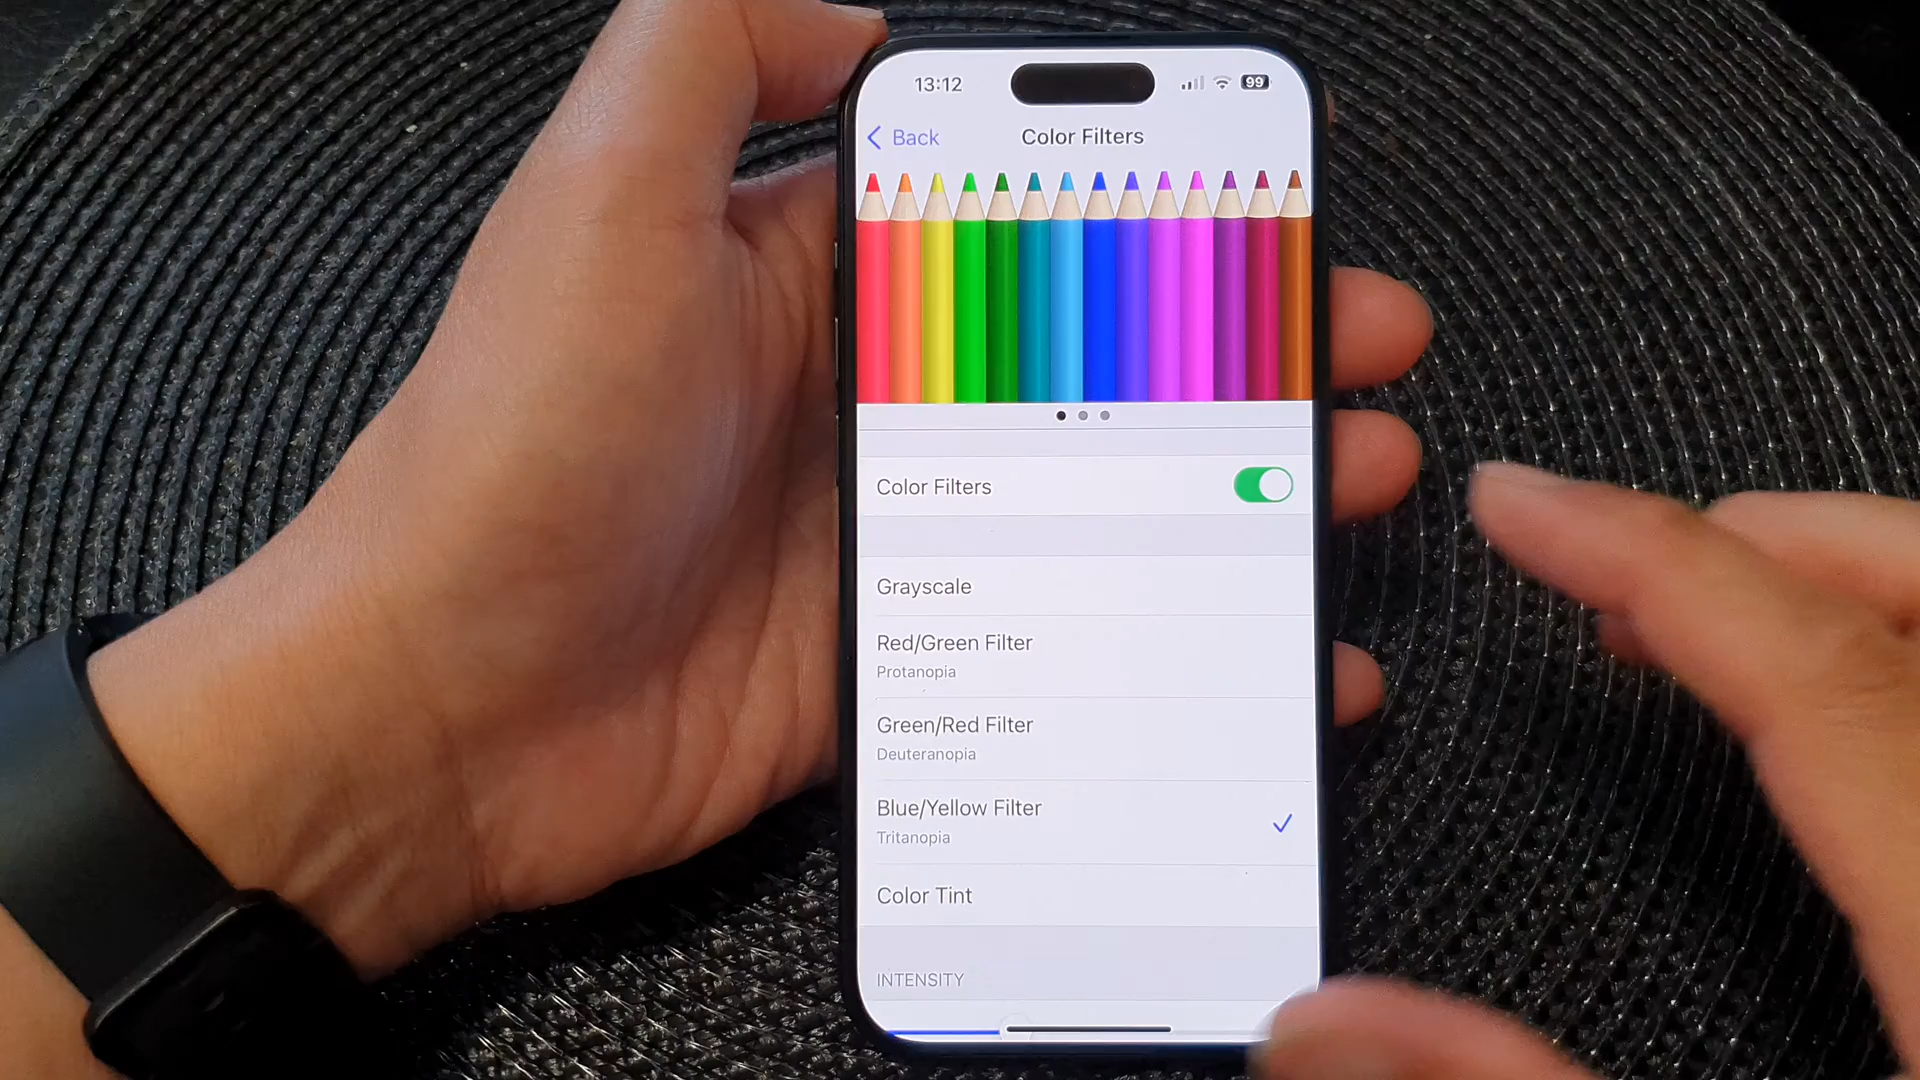 13:12
99
Back
Color Filters
Color Filters
Grayscale
Red/Green Filter
Protanopia
Green/Red Filter
Deuteranopia
Blue/Yellow Filter
Tritanopia
Color Tint
INTENSITY